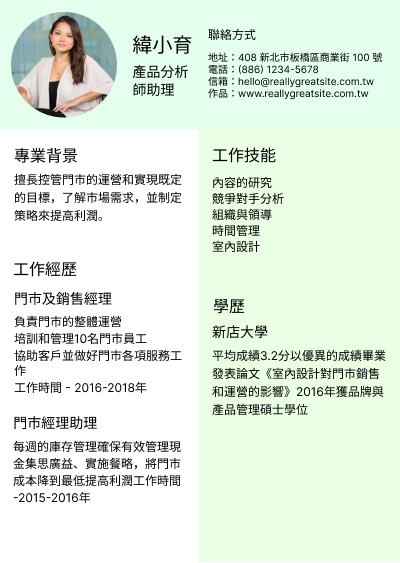 緯小育
產品分析
師助理
聯絡方式
地址：408 新北市板橋區商業街 100 號
電話：(886) 1234-5678
信箱：hello@reallygreatsite.com.tw
作品：www.reallygreatsite.com.tw
專業背景
擅長控管門市的運營和實現既定
的目標，了解市場需求，並制定
策略來提高利潤。
工作經歷
門市及銷售經理
負責門市的整體運營
培訓和管理10名門市員工
協助客戶並做好門市各項服務工
作
工作時間 - 2016-2018年
門市經理助理
每週的庫存管理確保有效管理現
金集思廣益、實施餐略，將門市
成本降到最低提高利潤工作時間
-2015-2016年
工作技能
內容的研究
競爭對手分析
組織與領導
時間管理
室內設計
學歷
新店大學
平均成績3.2分以優異的成績畢業
發表論文《室內設計對門市銷售
和運營的影響》2016年獲品牌與
產品管理碩士學位